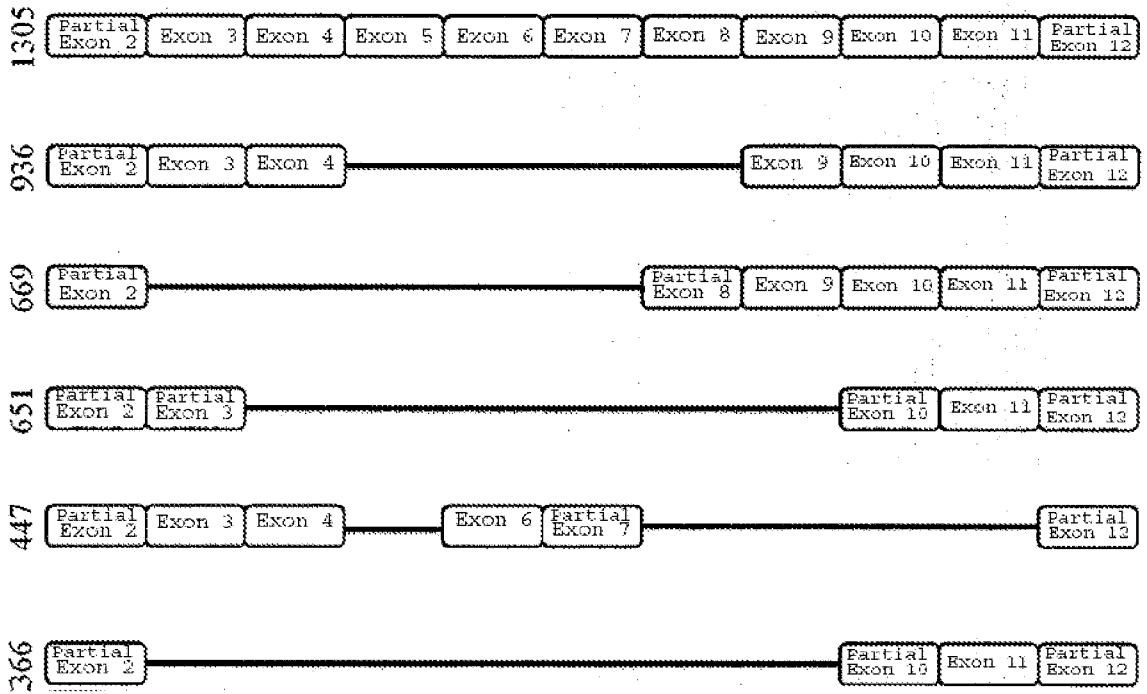 1305
Partial
Exon 2
Exon 3
Exon 4
Exon 5
Exon 6
Exon 7
Exon 8
Exon 9
Exon 10
Exon 11
Partial
Exon 12
936
Partial
Exon 2
Exon 3
Exon 4
Exon 9
Exon 10
Exon 11
Partial
Exon 12
669
Partial
Exon 2
Partial
Exon 8
Exon 9
Exon 10
Exon 11
Partial
Exon 12
651
Partial
Exon 2
Partial
Exon 3
Partial
Exon 10
Exon 11
Partial
Exon 12
447
Partial
Exon 2
Exon 3
Exon 4
Exon 6
Partial
Exon 7
Partial
Exon 12
366
Partial
Exon 2
Partial
Exon 10
Exon 11
Partial
Exon 12